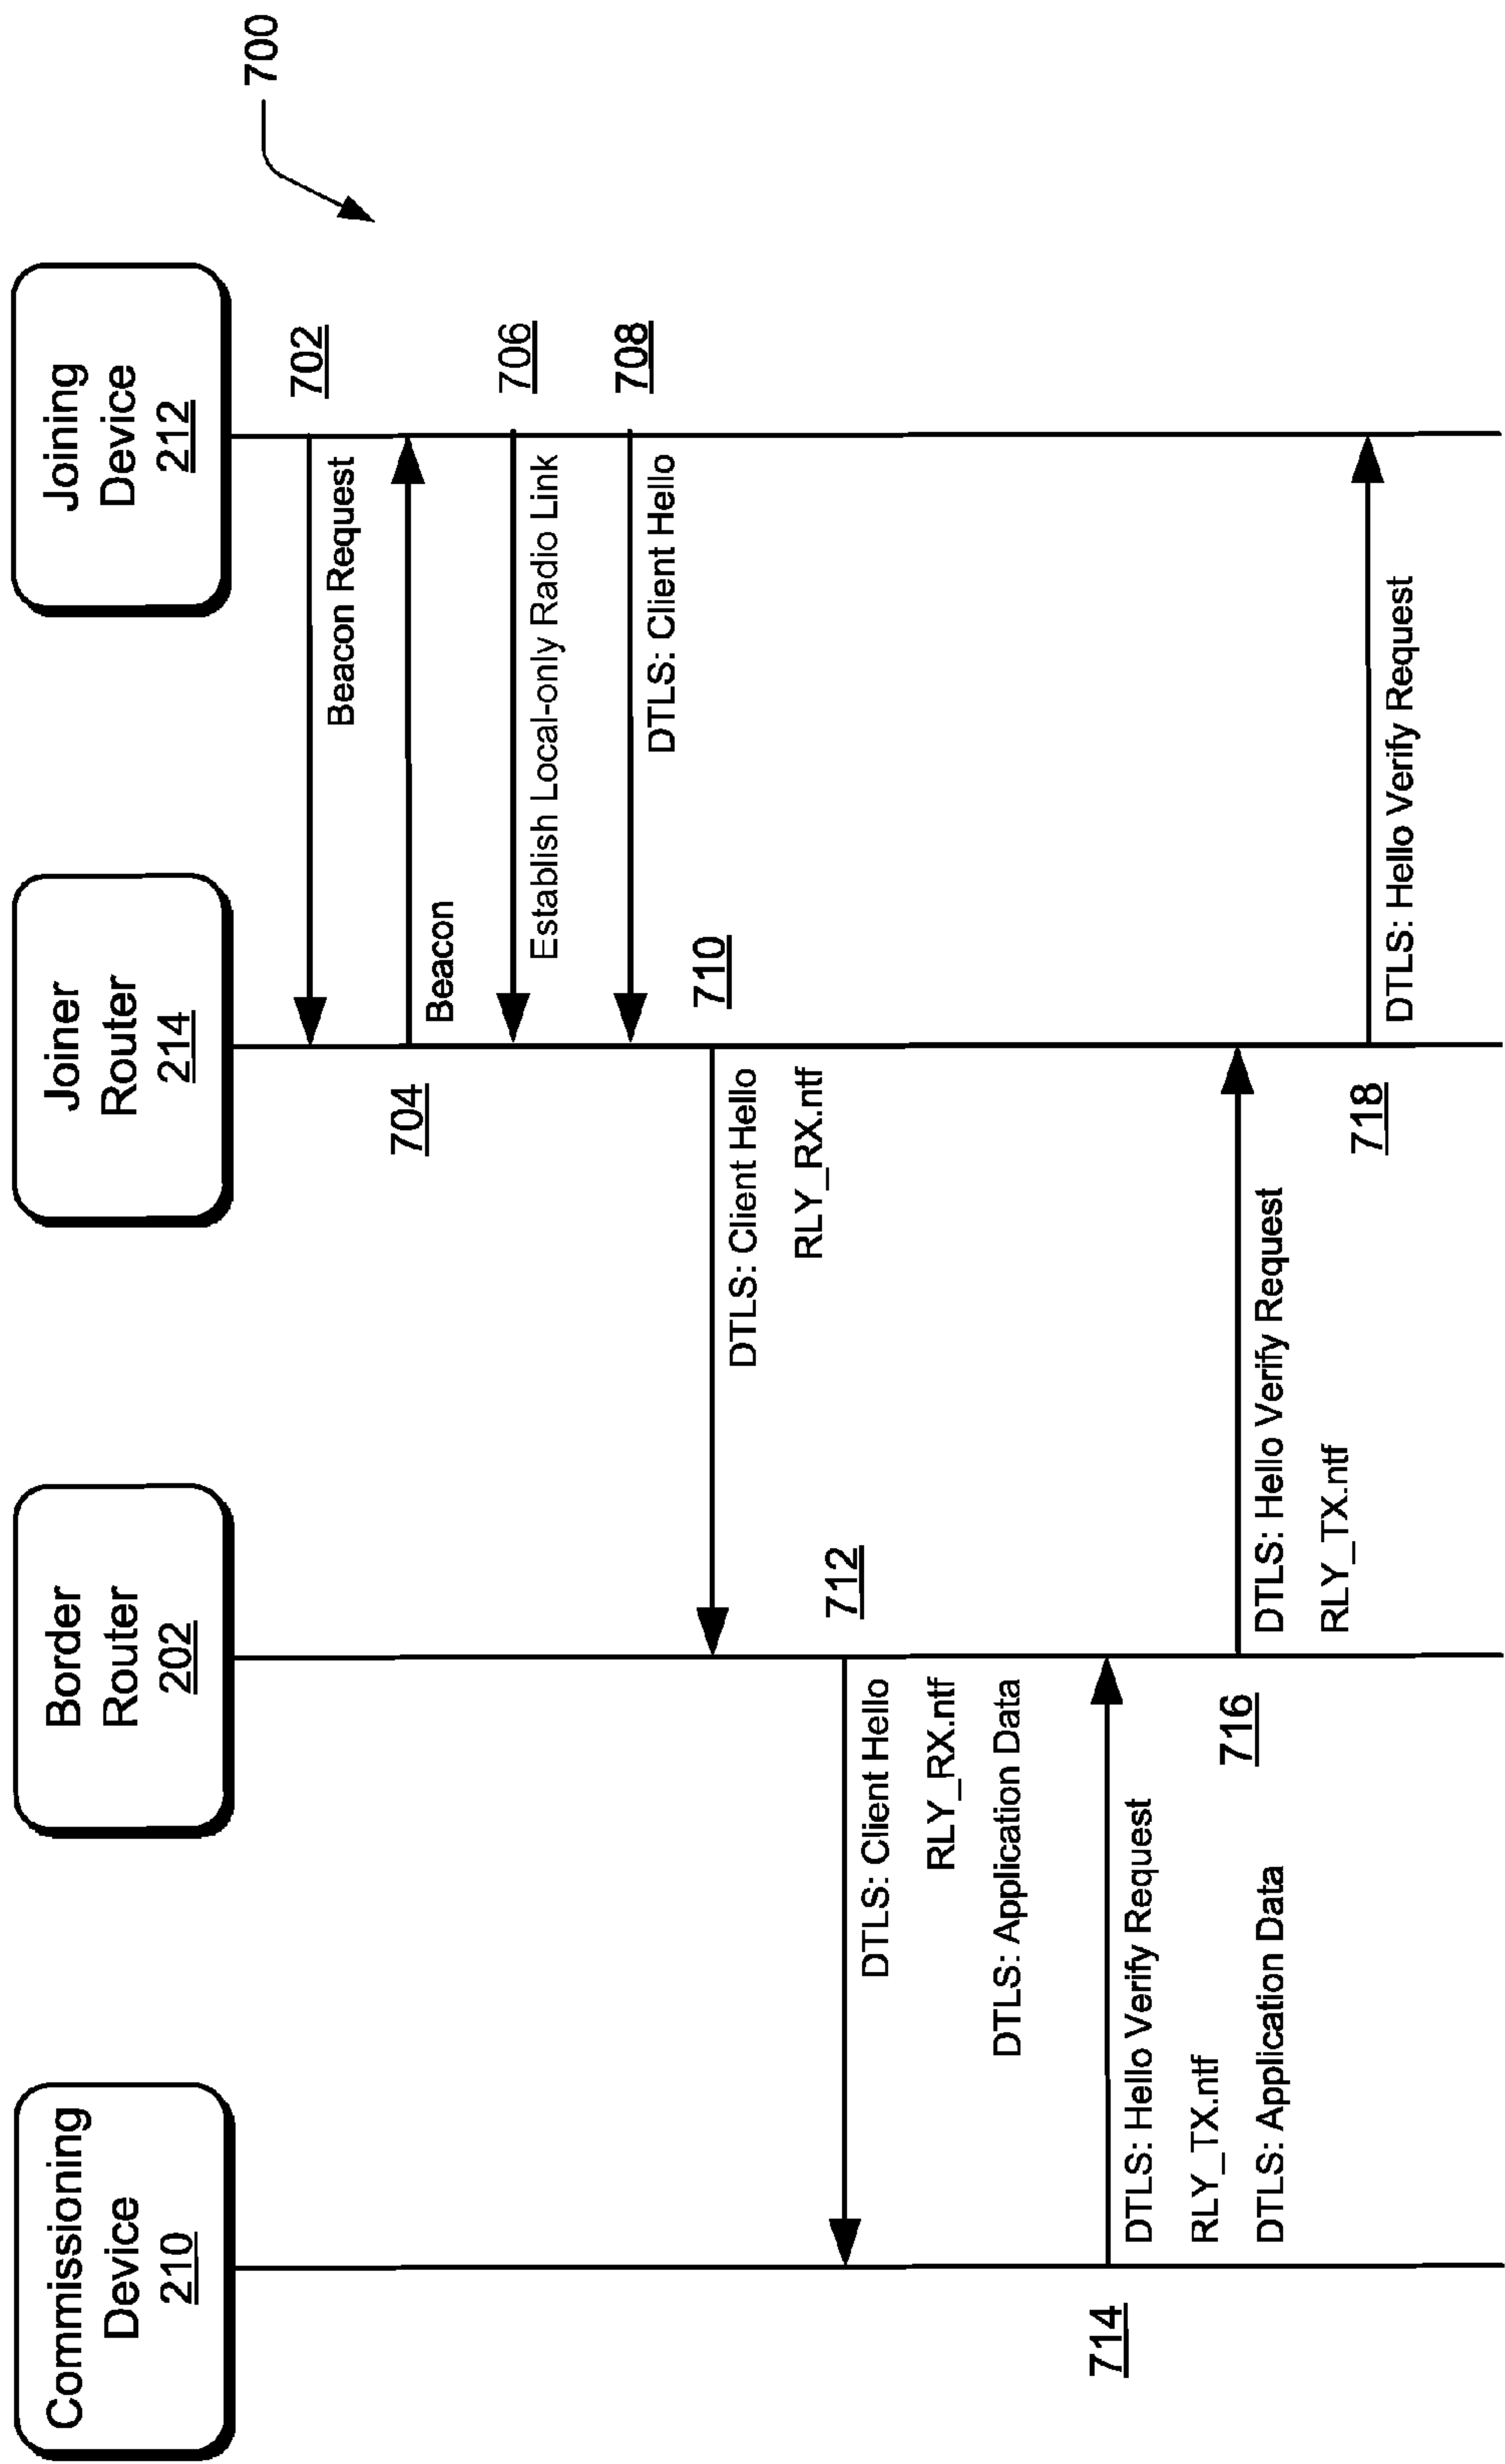 700
Commissioning
Device
210
Border
Router
202
Joiner
Router
214
Joining
Device
212
702
Beacon Request
704
Beacon
706
Establish Local-only Radio Link
708
DTLS: Client Hello
710
DTLS: Client Hello
RLY_RX.ntf
712
DTLS: Client Hello
RLY_RX.ntf
DTLS: Application Data
714
DTLS: Hello Verify Request
RLY_TX.ntf
DTLS: Application Data
716
DTLS: Hello Verify Request
RLY_TX.ntf
718
DTLS: Hello Verify Request